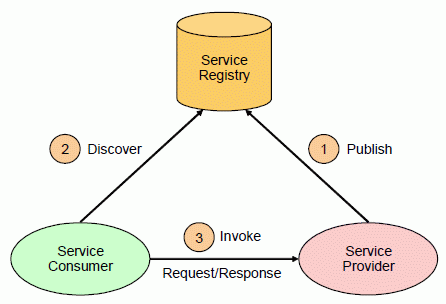 Service
Registry
2 Discover
1 Publish
3 Invoke
Service
Consumer
Request/Response
Service
Provider